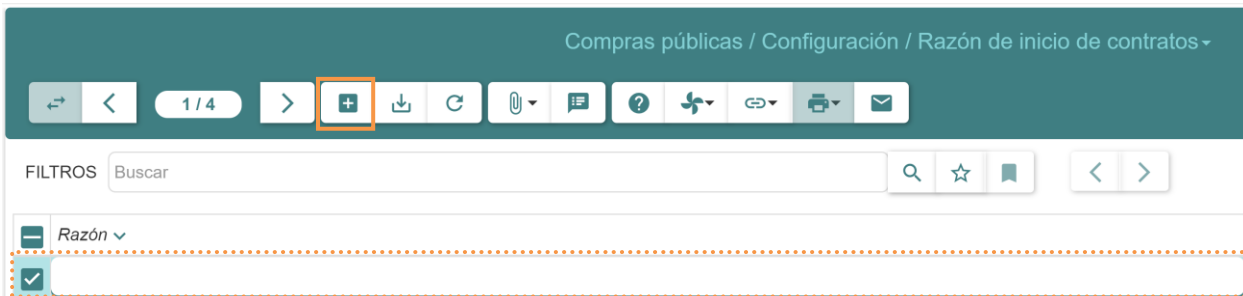 Compras públicas / Configuración / Razón de inicio de contratos
1 / 4
FILTROS Buscar
Razón